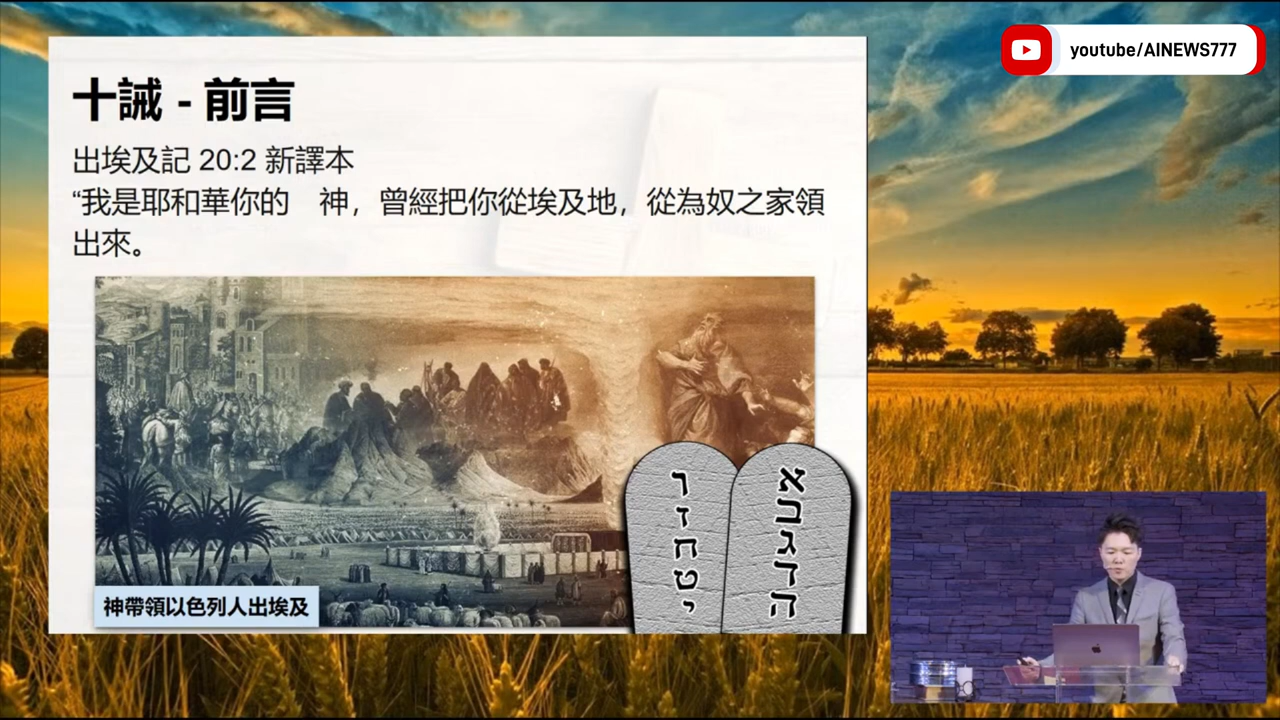 youtube/AINEWS777
十誡 - 前言
出埃及記 20:2 新譯本
“我是耶和華你的　神，曾經把你從埃及地，從為奴之家領
出來。
神帶領以色列人出埃及
ו א
ז ב
ח ג
ט ד
י ה